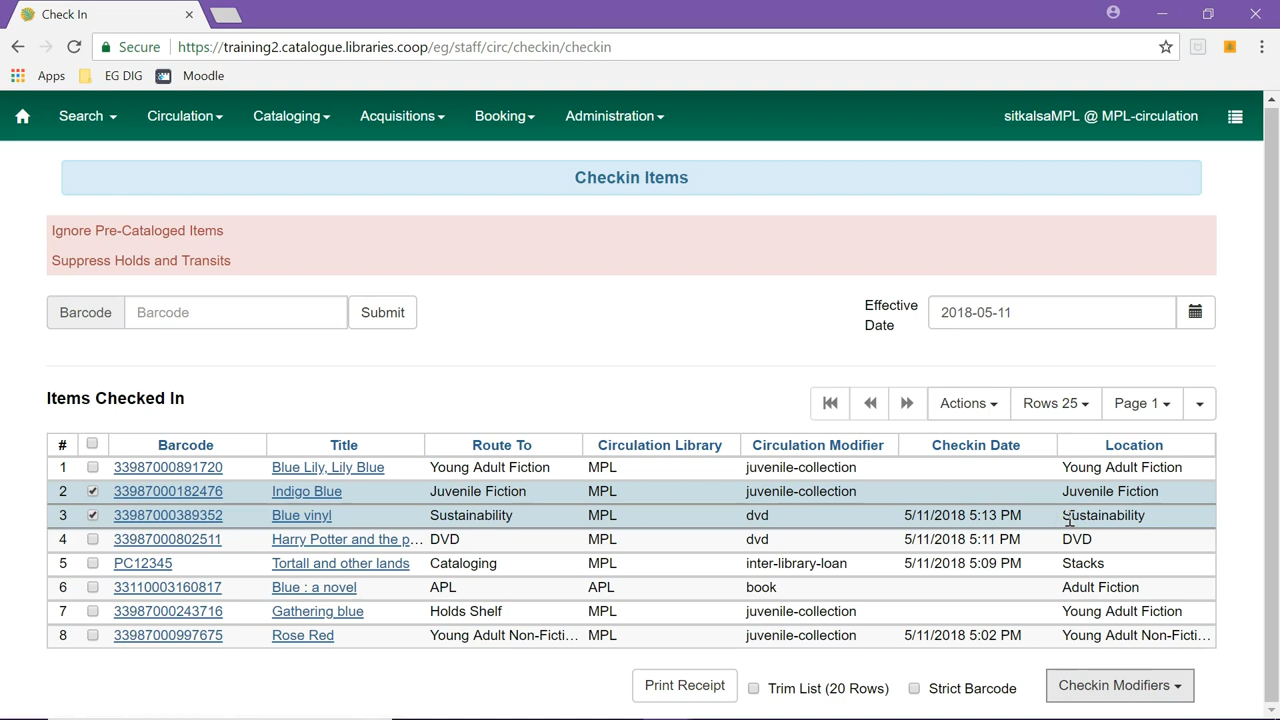 Check In
Secure https://training2.catalogue.libraries.coop/eg/staff/circ/checkin/checkin
Apps EG DIG Moodle
Search Circulation Cataloging Acquisitions Booking Administration sitkalsaMPL @ MPL-circulation
Checkin Items
Ignore Pre-Cataloged Items
Suppress Holds and Transits
Barcode Barcode Submit Effective Date 2018-05-11
Items Checked In Actions Rows 25 Page 1
# Barcode Title Route To Circulation Library Circulation Modifier Checkin Date Location
1 33987000891720 Blue Lily, Lily Blue Young Adult Fiction MPL juvenile-collection Young Adult Fiction
2 33987000182476 Indigo Blue Juvenile Fiction MPL juvenile-collection Juvenile Fiction
3 33987000389352 Blue vinyl Sustainability MPL dvd 5/11/2018 5:13 PM Sustainability
4 33987000802511 Harry Potter and the p... DVD MPL dvd 5/11/2018 5:11 PM DVD
5 PC12345 Tortall and other lands Cataloging MPL inter-library-loan 5/11/2018 5:09 PM Stacks
6 33110003160817 Blue : a novel APL APL book Adult Fiction
7 33987000243716 Gathering blue Holds Shelf MPL juvenile-collection Young Adult Fiction
8 33987000997675 Rose Red Young Adult Non-Ficti... MPL juvenile-collection 5/11/2018 5:02 PM Young Adult Non-Ficti...
Print Receipt Trim List (20 Rows) Strict Barcode Checkin Modifiers